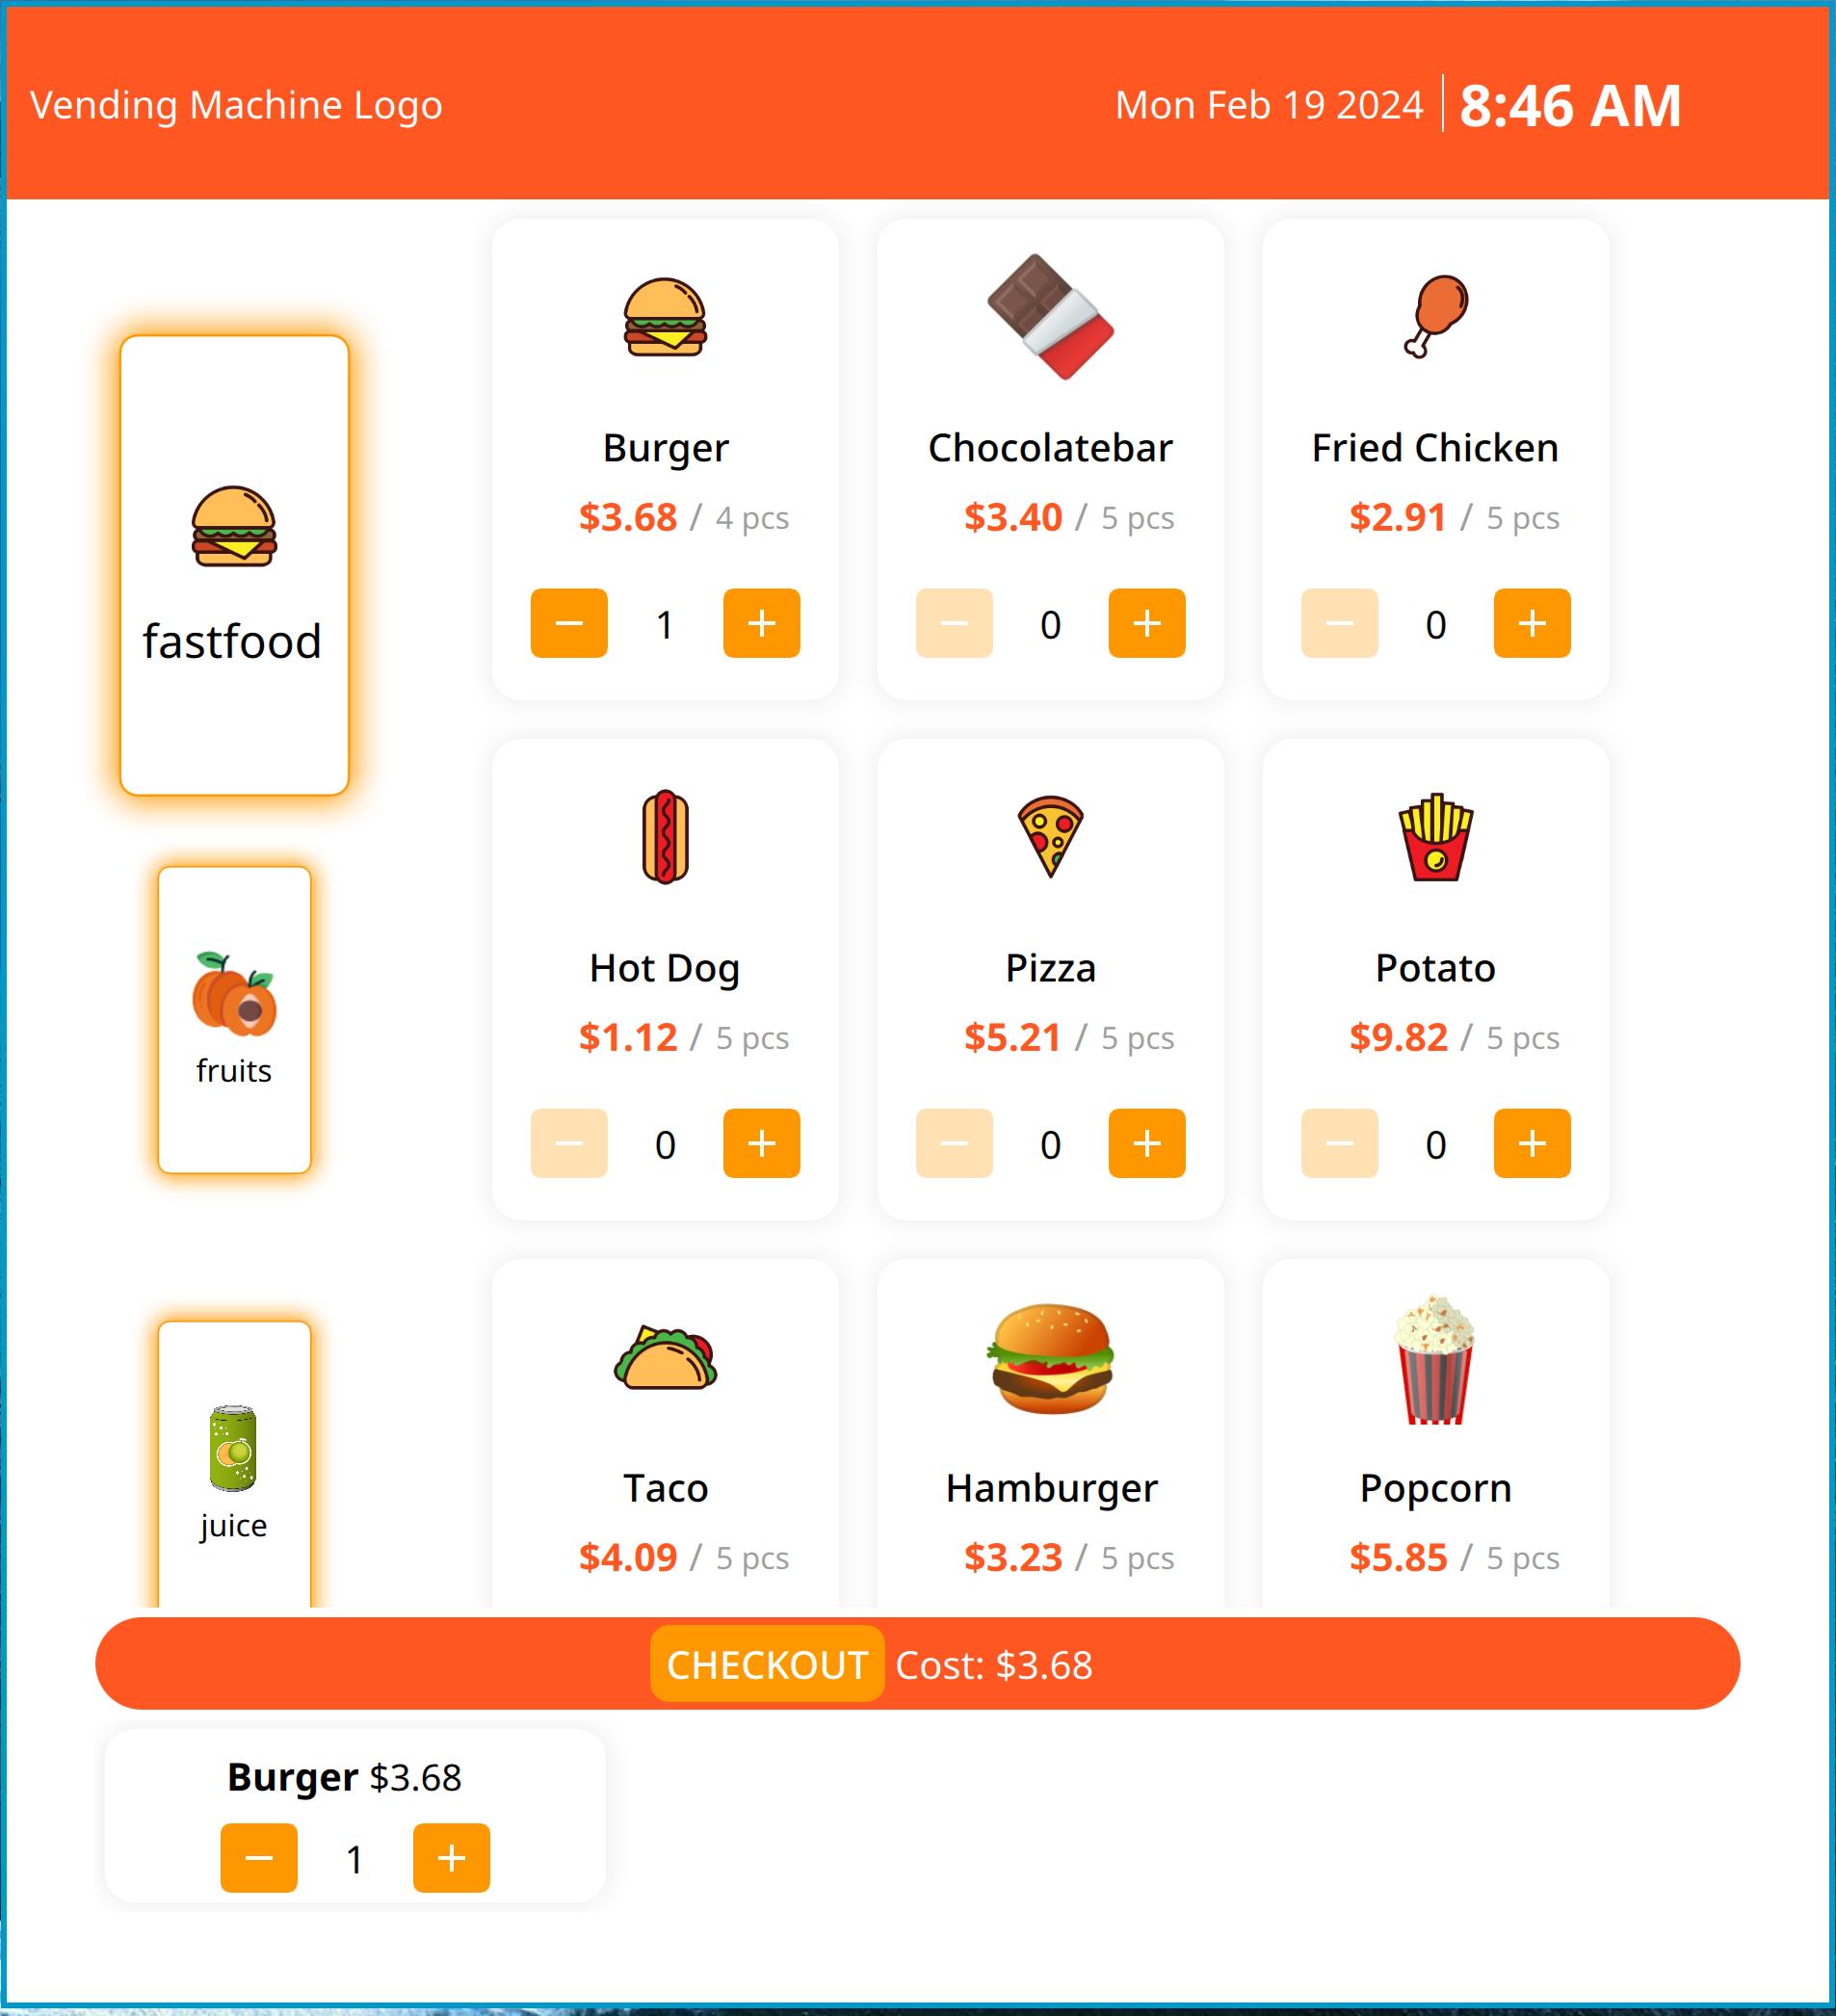 Vending Machine Logo
Mon Feb 19 2024
8:46 AM
fastfood
fruits
juice
Burger
$3.68 / 4 pcs
1
Chocolatebar
$3.40 / 5 pcs
0
Fried Chicken
$2.91 / 5 pcs
0
Hot Dog
$1.12 / 5 pcs
0
Pizza
$5.21 / 5 pcs
0
Potato
$9.82 / 5 pcs
0
Taco
$4.09 / 5 pcs
Hamburger
$3.23 / 5 pcs
Popcorn
$5.85 / 5 pcs
CHECKOUT Cost: $3.68
Burger $3.68
1